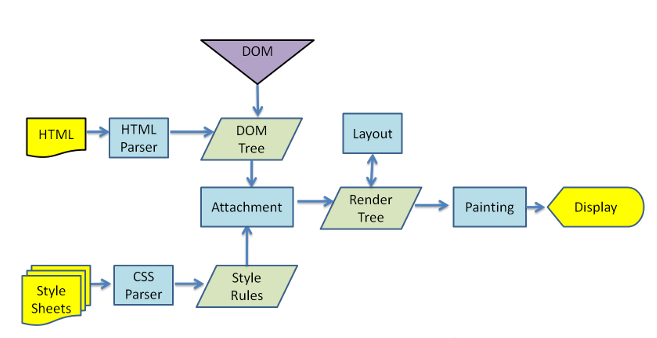 DOM
HTML
HTML
Parser
DOM
Tree
Layout
Attachment
Render
Tree
Painting
Display
Style
Sheets
CSS
Parser
Style
Rules